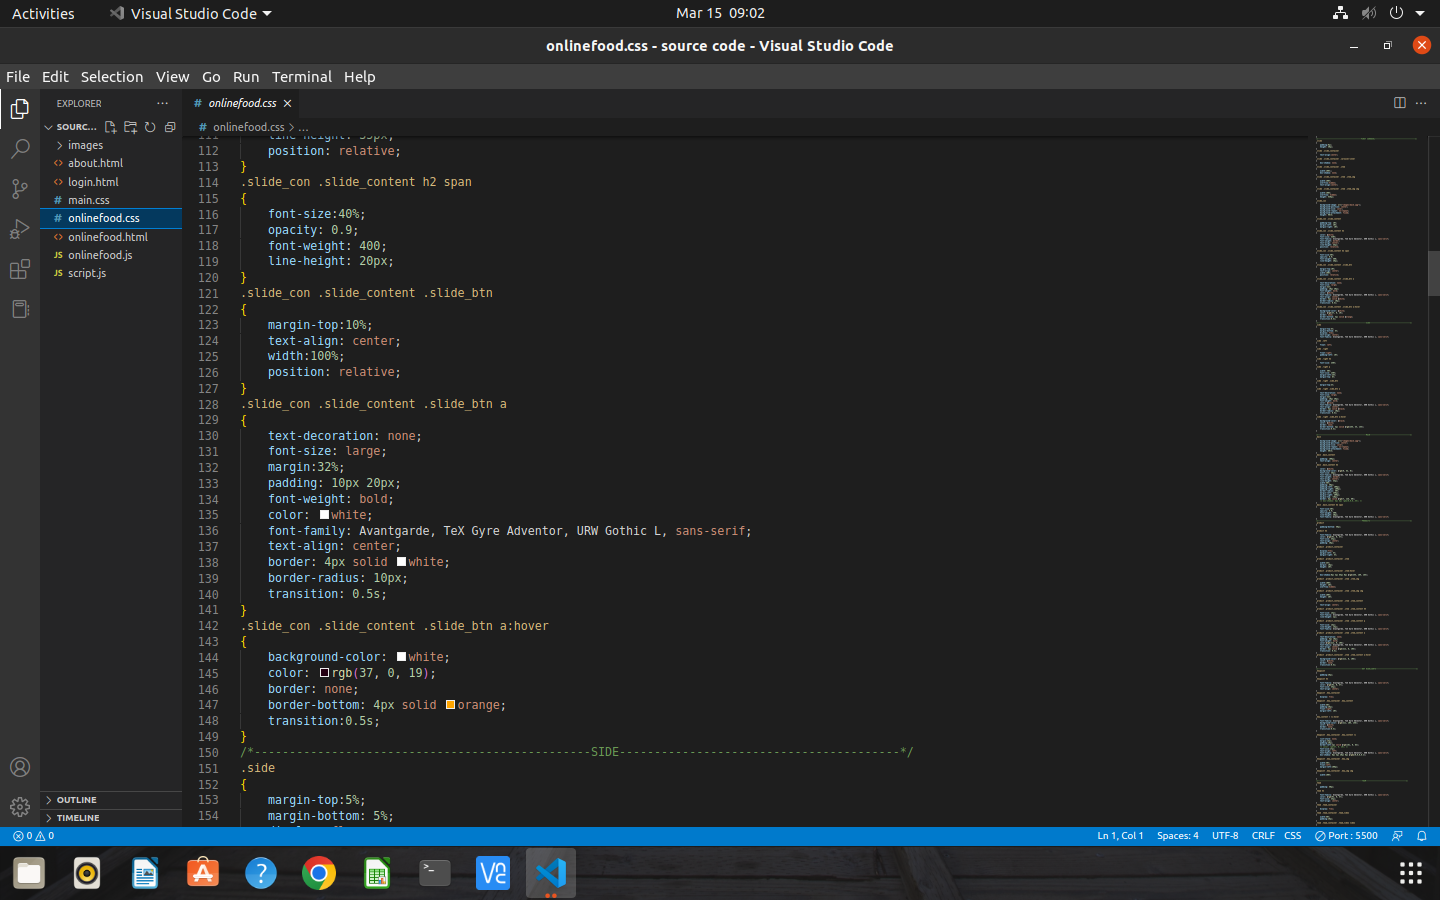 Activities
Visual Studio Code
Mar 15 09:02
onlinefood.css - source code - Visual Studio Code
File Edit Selection View Go Run Terminal Help
EXPLORER
SOURC...
images
about.html
login.html
main.css
onlinefood.css
onlinefood.html
onlinefood.js
script.js
OUTLINE
TIMELINE
onlinefood.css
onlinefood.css > ...
112 position: relative;
113 }
114 .slide_con .slide_content h2 span
115 {
116 font-size:40%;
117 opacity: 0.9;
118 font-weight: 400;
119 line-height: 20px;
120 }
121 .slide_con .slide_content .slide_btn
122 {
123 margin-top:10%;
124 text-align: center;
125 width:100%;
126 position: relative;
127 }
128 .slide_con .slide_content .slide_btn a
129 {
130 text-decoration: none;
131 font-size: large;
132 margin:32%;
133 padding: 10px 20px;
134 font-weight: bold;
135 color: white;
136 font-family: Avantgarde, TeX Gyre Adventor, URW Gothic L, sans-serif;
137 text-align: center;
138 border: 4px solid white;
139 border-radius: 10px;
140 transition: 0.5s;
141 }
142 .slide_con .slide_content .slide_btn a:hover
143 {
144 background-color: white;
145 color: rgb(37, 0, 19);
146 border: none;
147 border-bottom: 4px solid orange;
148 transition:0.5s;
149 }
150 /*------------------------------------------------SIDE----------------------------------------*/
151 .side
152 {
153 margin-top:5%;
154 margin-bottom: 5%;
0 0
Ln 1, Col 1 Spaces: 4 UTF-8 CRLF CSS Port : 5500